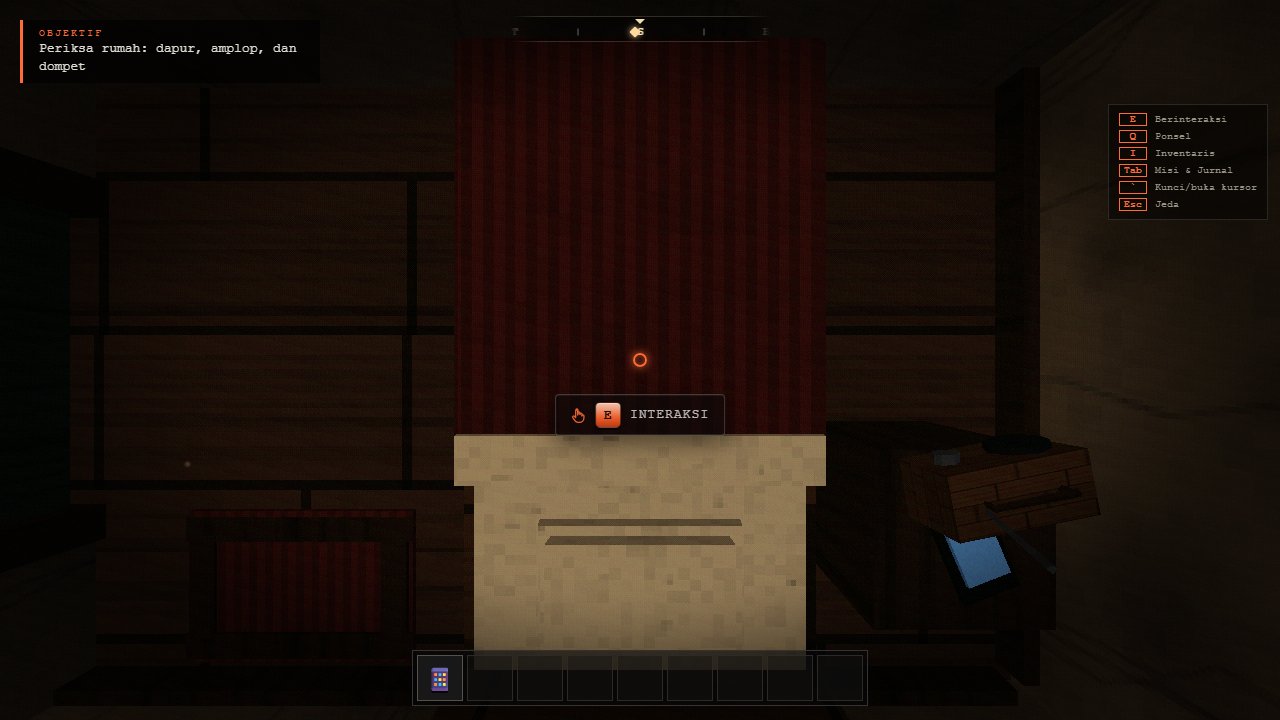 OBJEKTIF
Periksa rumah: dapur, amplop, dan
dompet
S
E Berinteraksi
Q Ponsel
I Inventaris
Tab Misi & Jurnal
` Kunci/buka kursor
Esc Jeda
E INTERAKSI